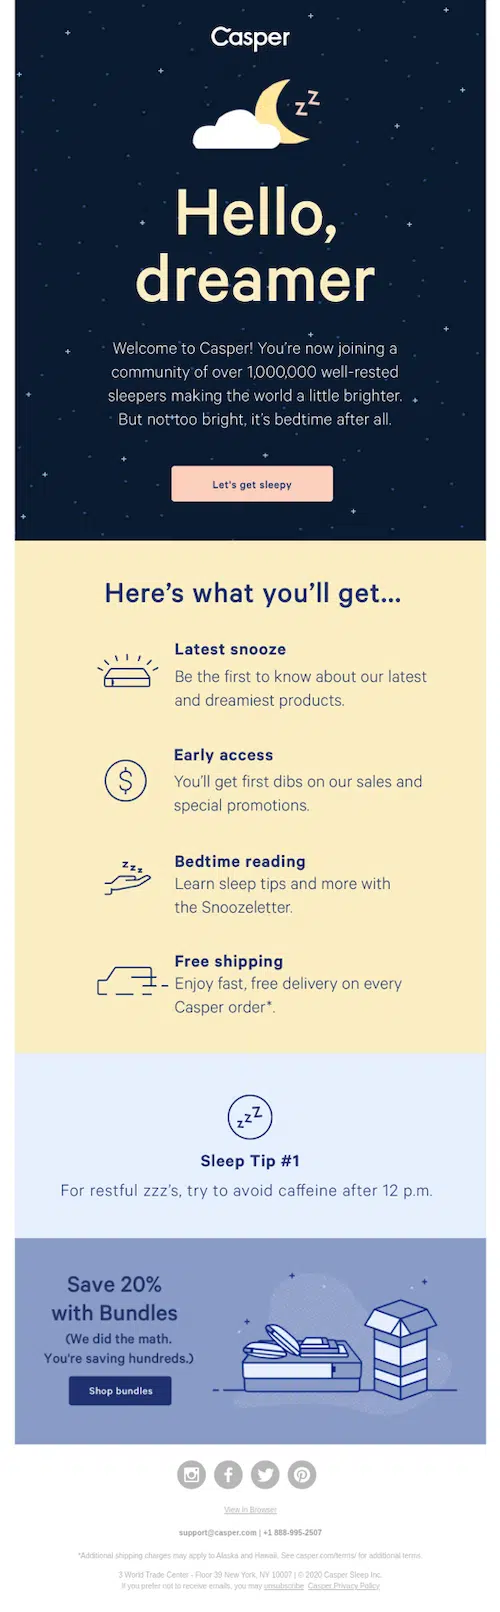 Casper
z z
Hello,
dreamer
Welcome to Casper! You're now joining a
community of over 1,000,000 well-rested
sleepers making the world a little brighter.
But not too bright, it's bedtime after all.
Let's get sleepy
Here's what you'll get...
Latest snooze
Be the first to know about our latest
and dreamiest products.
$
Early access
You'll get first dibs on our sales and
special promotions.
z z z
Bedtime reading
Learn sleep tips and more with
the Snoozeletter.
Free shipping
Enjoy fast, free delivery on every
Casper order*.
z z Z
Sleep Tip #1
For restful zzz's, try to avoid caffeine after 12 p.m.
Save 20%
with Bundles
(We did the math.
You're saving hundreds.)
Shop bundles
View In Browser
support@casper.com | +1 888-995-2507
*Additional shipping charges may apply to Alaska and Hawaii. See casper.com/terms/ for additional terms.
3 World Trade Center - Floor 39 New York, NY 10007 | © 2020 Casper Sleep Inc.
If you prefer not to receive emails, you may unsubscribe Casper Privacy Policy